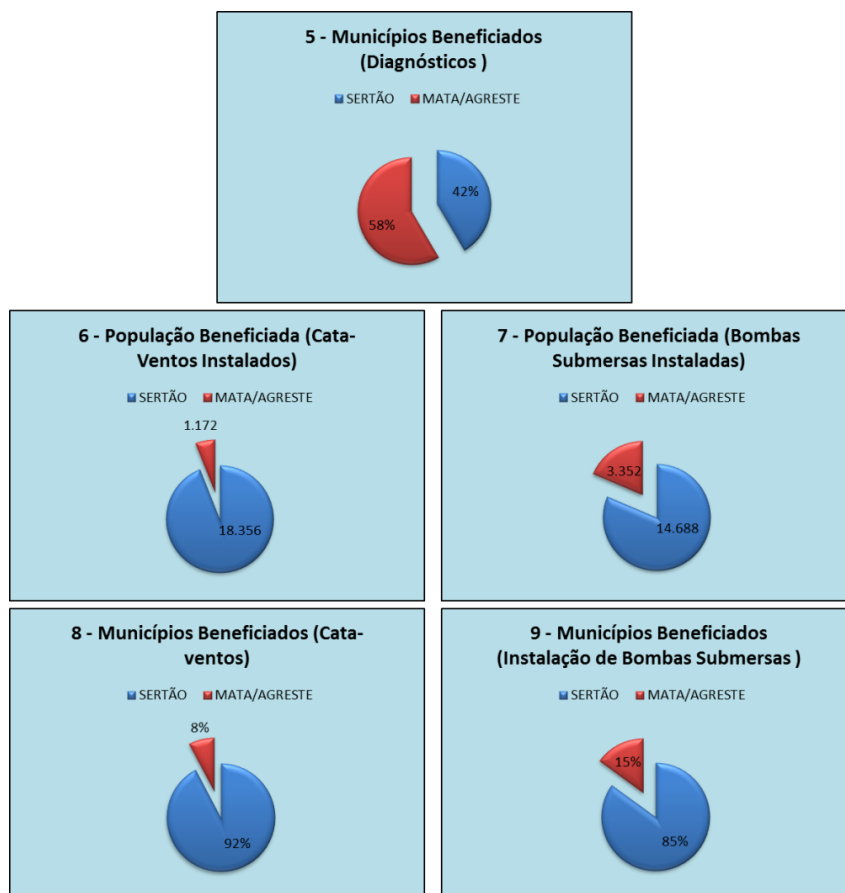 5 - Municípios Beneficiados
(Diagnósticos )
SERTÃO MATA/AGRESTE
42%
58%
6 - População Beneficiada (Cata-
Ventos Instalados)
SERTÃO MATA/AGRESTE
1.172
18.356
7 - População Beneficiada (Bombas
Submersas Instaladas)
SERTÃO MATA/AGRESTE
3.352
14.688
8 - Municípios Beneficiados (Cata-
ventos)
SERTÃO MATA/AGRESTE
8%
92%
9 - Municípios Beneficiados
(Instalação de Bombas Submersas )
SERTÃO MATA/AGRESTE
15%
85%